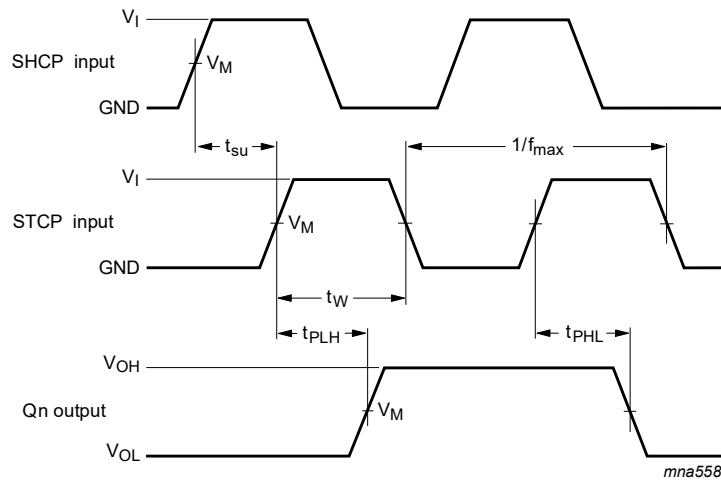 VI
SHCP input
VM
GND
tsu
1/fmax
VI
STCP input
VM
GND
tW
tPLH
tPHL
VOH
Qn output
VM
VOL
mna558